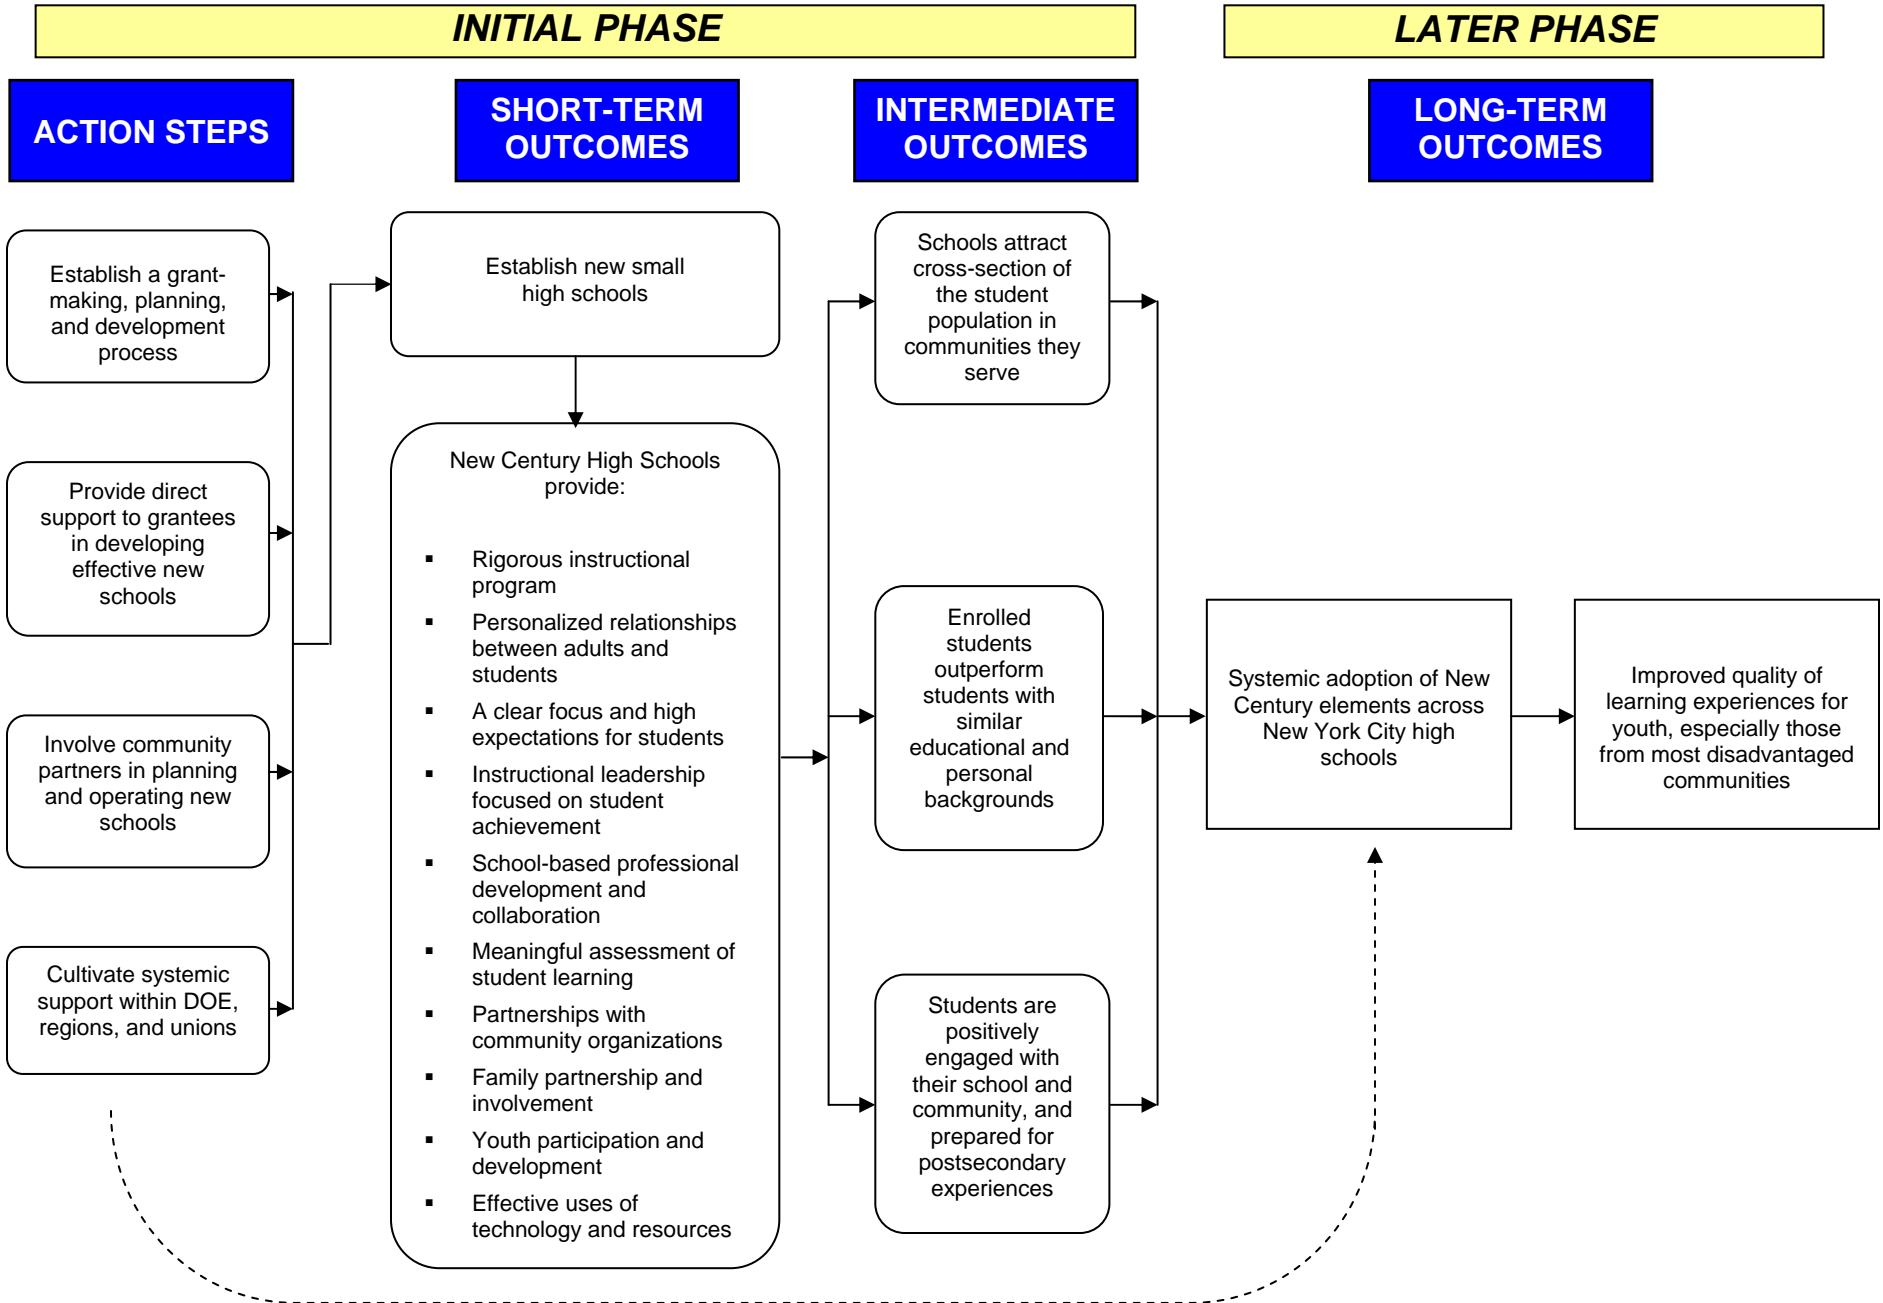 INITIAL PHASE
LATER PHASE
ACTION STEPS
SHORT-TERM
OUTCOMES
INTERMEDIATE
OUTCOMES
LONG-TERM
OUTCOMES
Establish a grant-
making, planning,
and development
process
Provide direct
support to grantees
in developing
effective new
schools
Involve community
partners in planning
and operating new
schools
Cultivate systemic
support within DOE,
regions, and unions
Establish new small
high schools
New Century High Schools
provide:
▪ Rigorous instructional
program
▪ Personalized relationships
between adults and
students
▪ A clear focus and high
expectations for students
▪ Instructional leadership
focused on student
achievement
▪ School-based professional
development and
collaboration
▪ Meaningful assessment of
student learning
▪ Partnerships with
community organizations
▪ Family partnership and
involvement
▪ Youth participation and
development
▪ Effective uses of
technology and resources
Schools attract
cross-section of
the student
population in
communities they
serve
Enrolled
students
outperform
students with
similar
educational and
personal
backgrounds
Students are
positively
engaged with
their school and
community, and
prepared for
postsecondary
experiences
Systemic adoption of New
Century elements across
New York City high
schools
Improved quality of
learning experiences for
youth, especially those
from most disadvantaged
communities